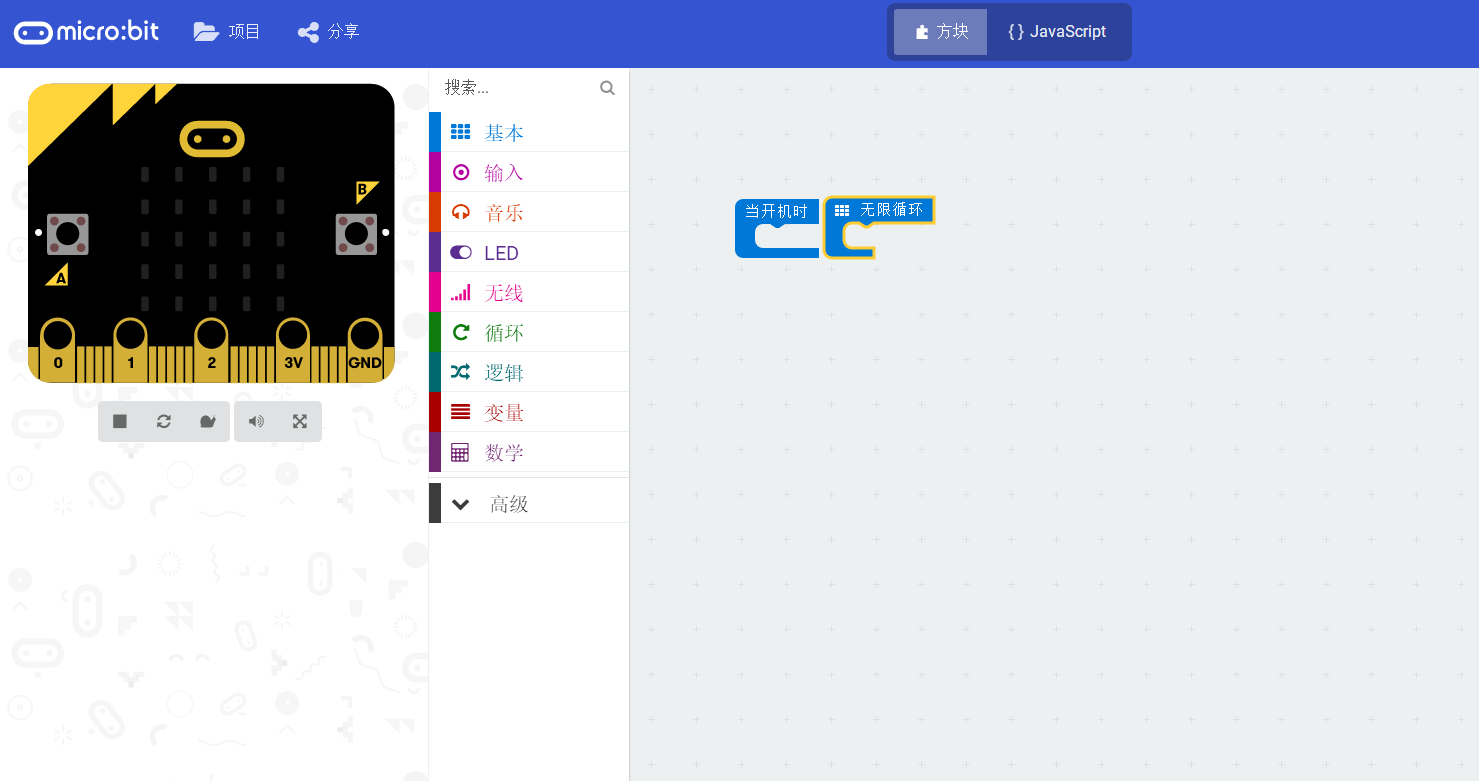 micro:bit 项目 分享 方块 {} JavaScript
搜索...
基本
输入
音乐
LED
无线
循环
逻辑
变量
数学
高级
B
A
0 1 2 3V GND
当开机时 无限循环